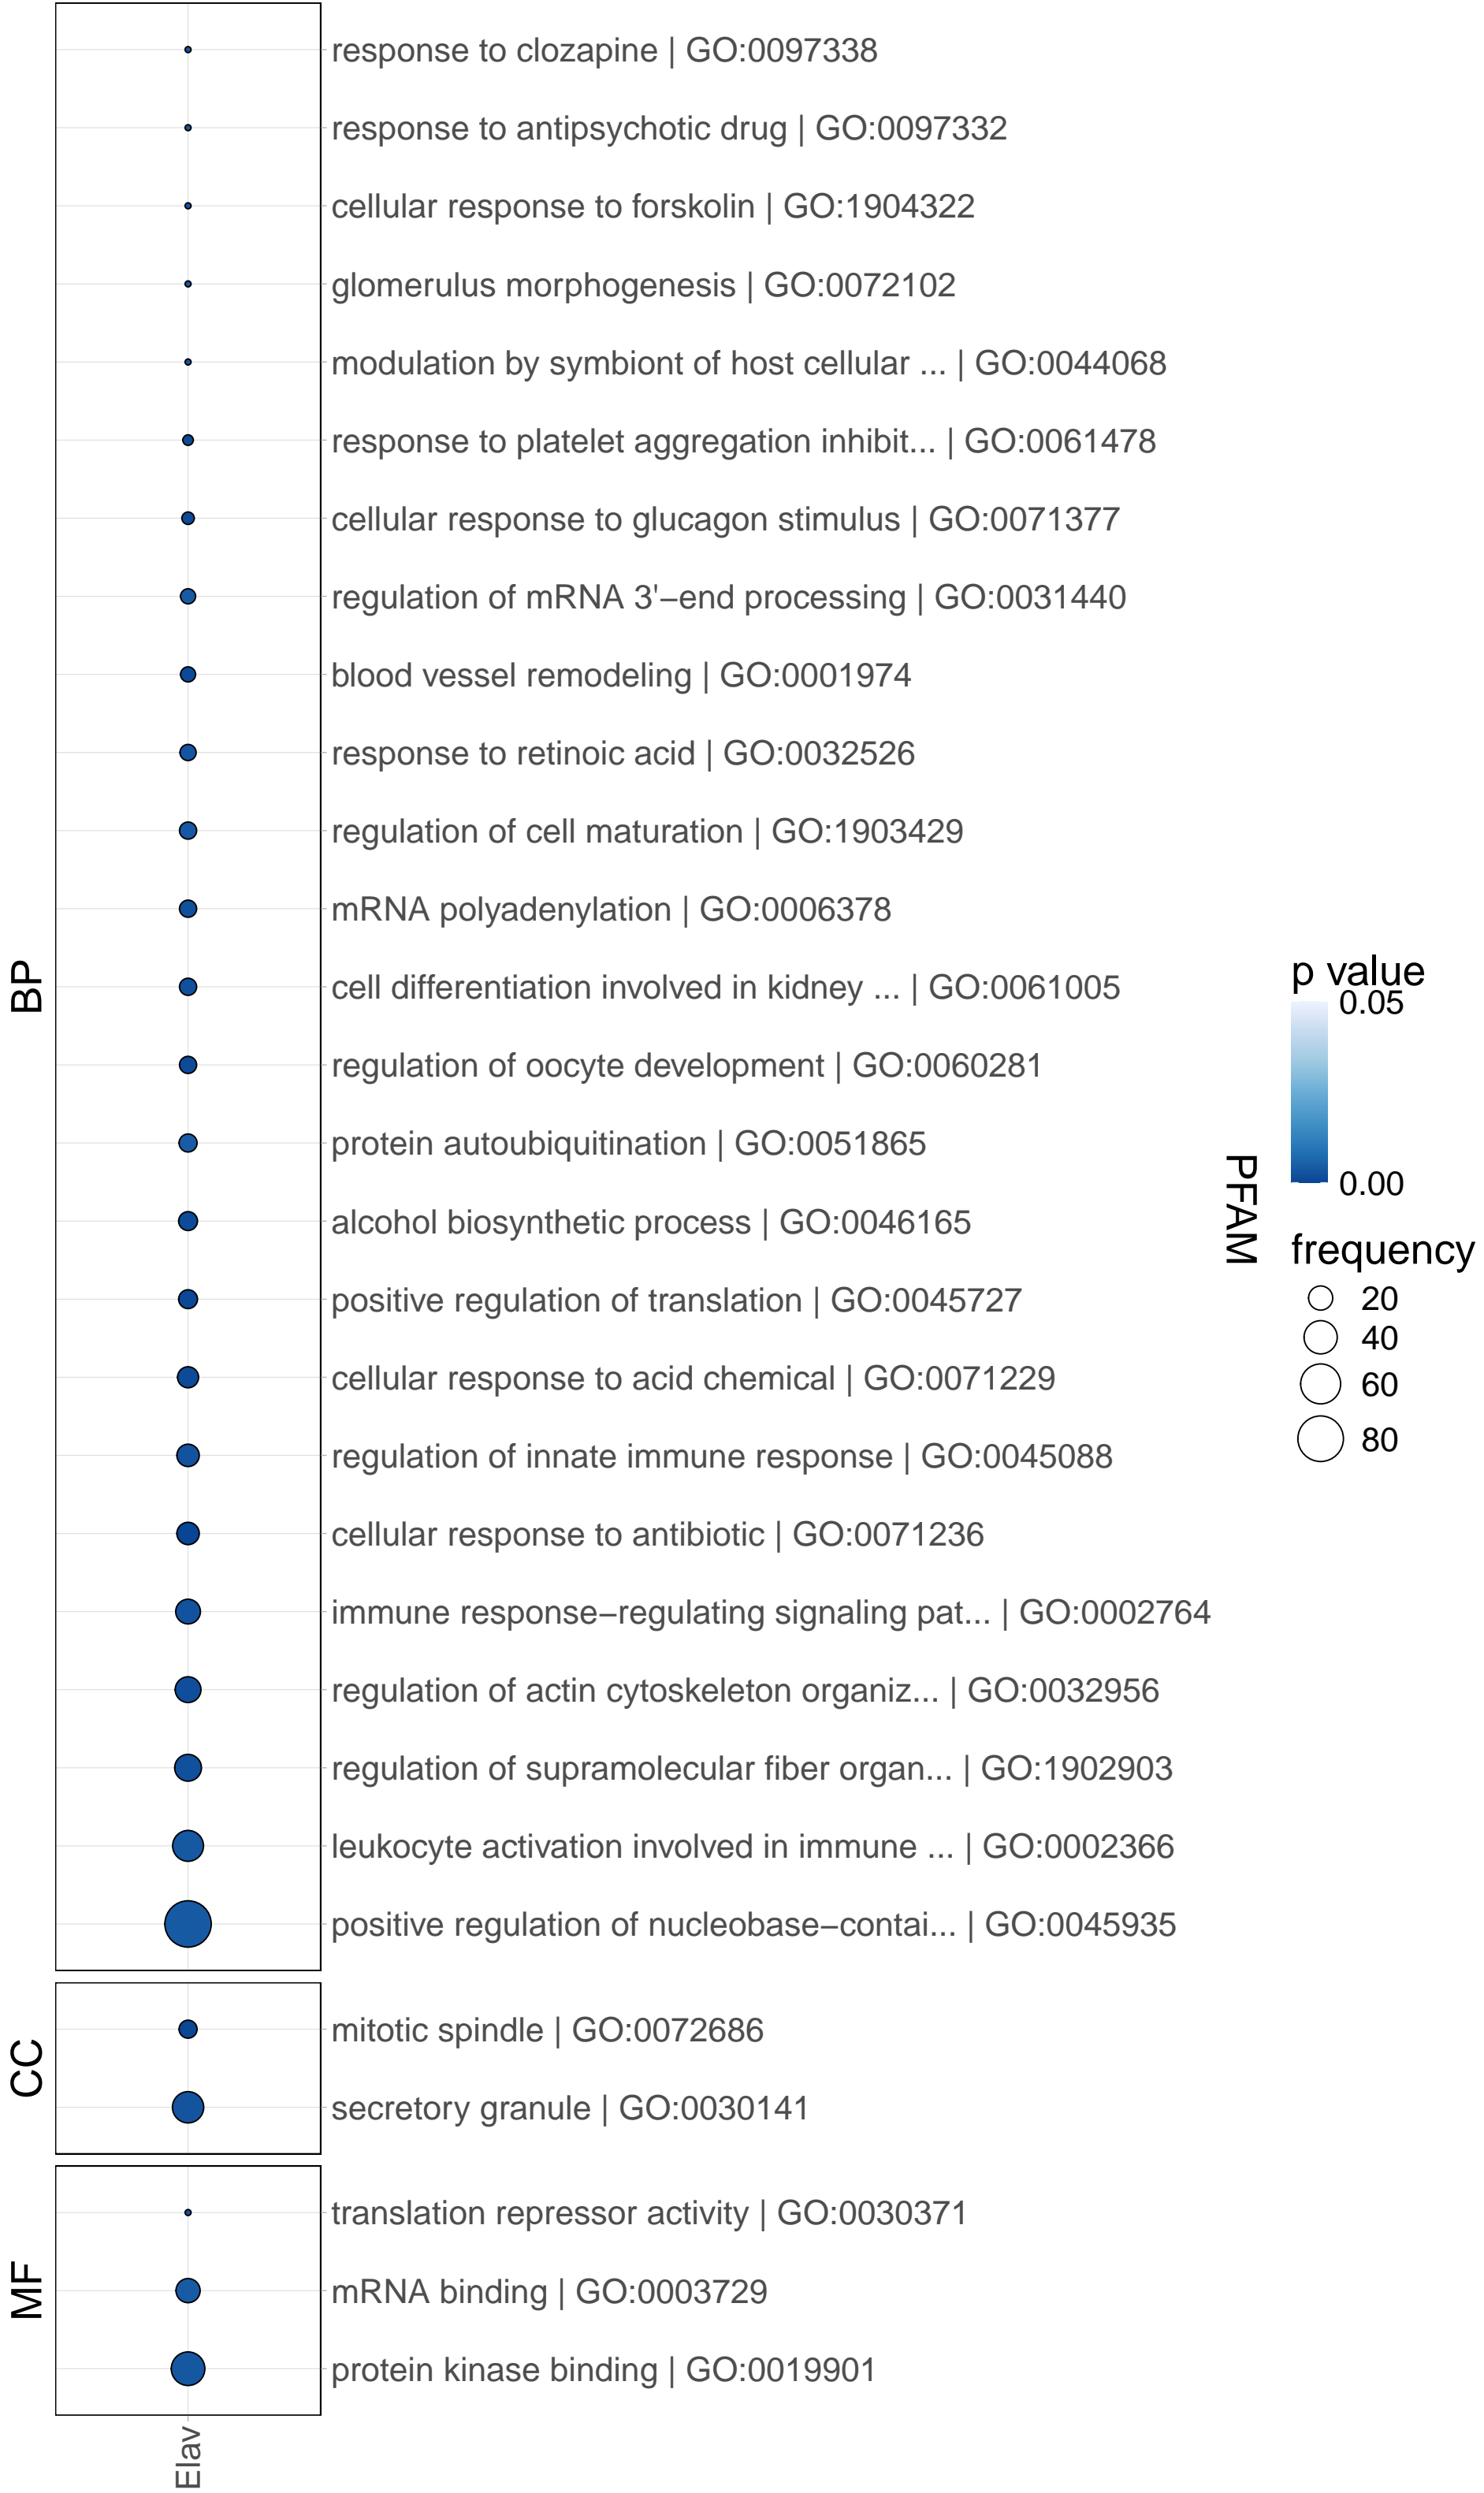 BP
response to clozapine | GO:0097338
response to antipsychotic drug | GO:0097332
cellular response to forskolin | GO:1904322
glomerulus morphogenesis | GO:0072102
modulation by symbiont of host cellular ... | GO:0044068
response to platelet aggregation inhibit... | GO:0061478
cellular response to glucagon stimulus | GO:0071377
regulation of mRNA 3'−end processing | GO:0031440
blood vessel remodeling | GO:0001974
response to retinoic acid | GO:0032526
regulation of cell maturation | GO:1903429
mRNA polyadenylation | GO:0006378
cell differentiation involved in kidney ... | GO:0061005
regulation of oocyte development | GO:0060281
protein autoubiquitination | GO:0051865
alcohol biosynthetic process | GO:0046165
positive regulation of translation | GO:0045727
cellular response to acid chemical | GO:0071229
regulation of innate immune response | GO:0045088
cellular response to antibiotic | GO:0071236
immune response−regulating signaling pat... | GO:0002764
regulation of actin cytoskeleton organiz... | GO:0032956
regulation of supramolecular fiber organ... | GO:1902903
leukocyte activation involved in immune ... | GO:0002366
positive regulation of nucleobase−contai... | GO:0045935
CC
mitotic spindle | GO:0072686
secretory granule | GO:0030141
MF
translation repressor activity | GO:0030371
mRNA binding | GO:0003729
protein kinase binding | GO:0019901
Elav
PFAM
p value
0.05
0.00
frequency
20
40
60
80